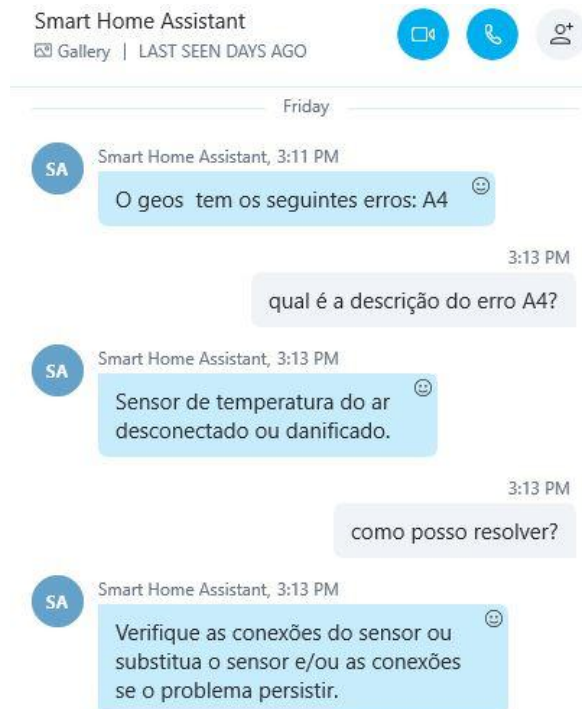 Smart Home Assistant
Gallery | LAST SEEN DAYS AGO
Friday
SA
Smart Home Assistant, 3:11 PM
O geos tem os seguintes erros: A4
3:13 PM
qual é a descrição do erro A4?
SA
Smart Home Assistant, 3:13 PM
Sensor de temperatura do ar
desconectado ou danificado.
3:13 PM
como posso resolver?
SA
Smart Home Assistant, 3:13 PM
Verifique as conexões do sensor ou
substitua o sensor e/ou as conexões
se o problema persistir.